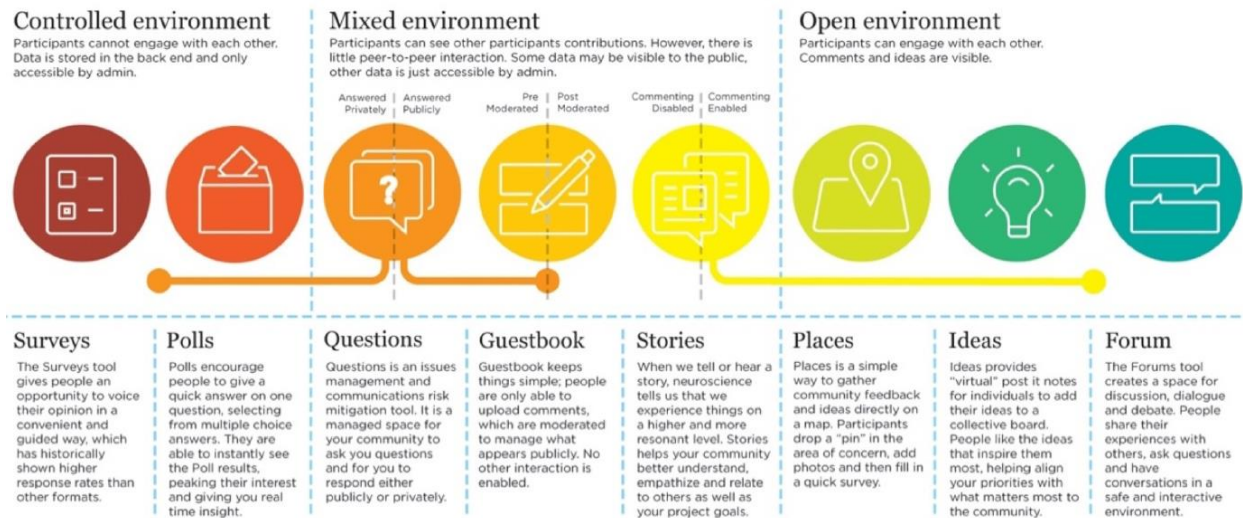 Controlled environment
Participants cannot engage with each other.
Data is stored in the back end and only
accessible by admin.
Mixed environment
Participants can see other participants contributions. However, there is
little peer-to-peer interaction. Some data may be visible to the public,
other data is just accessible by admin.
Open environment
Participants can engage with each other.
Comments and ideas are visible.
Answered
Privately
Answered
Publicly
Pre
Moderated
Post
Moderated
Commenting
Disabled
Commenting
Enabled
?
Surveys
The Surveys tool
gives people an
opportunity to voice
their opinion in a
convenient and
guided way, which
has historically
shown higher
response rates than
other formats.
Polls
Polls encourage
people to give a
quick answer on one
question, selecting
from multiple choice
answers. They are
able to instantly see
the Poll results,
peaking their interest
and giving you real
time insight.
Questions
Questions is an issues
management and
communications risk
mitigation tool. It is a
managed space for
your community to
ask you questions
and for you to
respond either
publicly or privately.
Guestbook
Guestbook keeps
things simple; people
are only able to
upload comments,
which are moderated
to manage what
appears publicly. No
other interaction is
enabled.
Stories
When we tell or hear a
story, neuroscience
tells us that we
experience things on
a higher and more
resonant level. Stories
helps your community
better understand,
empathize and relate
to others as well as
your project goals.
Places
Places is a simple
way to gather
community feedback
and ideas directly on
a map. Participants
drop a "pin" in the
area of concern, add
photos and then fill in
a quick survey.
Ideas
Ideas provides
"virtual" post it notes
for individuals to add
their ideas to a
collective board.
People like the ideas
that inspire them
most, helping align
your priorities with
what matters most to
the community.
Forum
The Forums tool
creates a space for
discussion, dialogue
and debate. People
share their
experiences with
others, ask questions
and have
conversations in a
safe and interactive
environment.